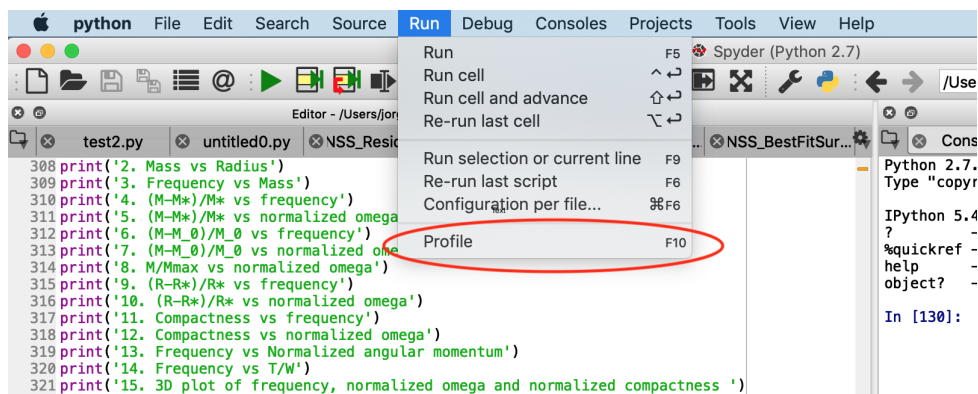 python File Edit Search Source Run Debug Consoles Projects Tools View Help
Spyder (Python 2.7)
Run F5
Run cell ^↩
Run cell and advance ⇧↩
Re-run last cell ⌥↩
Run selection or current line F9
Re-run last script F6
Configuration per file... ⌘F6
Text
Profile F10
@ /Use
Editor - /Users/jor
test2.py untitled0.py NSS_Resid ... NSS_BestFitSur... Cons
308 print('2. Mass vs Radius')
309 print('3. Frequency vs Mass')
310 print('4. (M-M*)/M* vs frequency')
311 print('5. (M-M*)/M* vs normalized omega
312 print('6. (M-M_0)/M_0 vs frequency')
313 print('7. (M-M_0)/M_0 vs normalized ome
314 print('8. M/Mmax vs normalized omega')
315 print('9. (R-R*)/R* vs frequency')
316 print('10. (R-R*)/R* vs normalized omega')
317 print('11. Compactness vs frequency')
318 print('12. Compactness vs normalized omega')
319 print('13. Frequency vs Normalized angular momentum')
320 print('14. Frequency vs T/W')
321 print('15. 3D plot of frequency, normalized omega and normalized compactness ')
Python 2.7.
Type "copyr
IPython 5.4
? -
%quickref -
help -
object? -
In [130]: